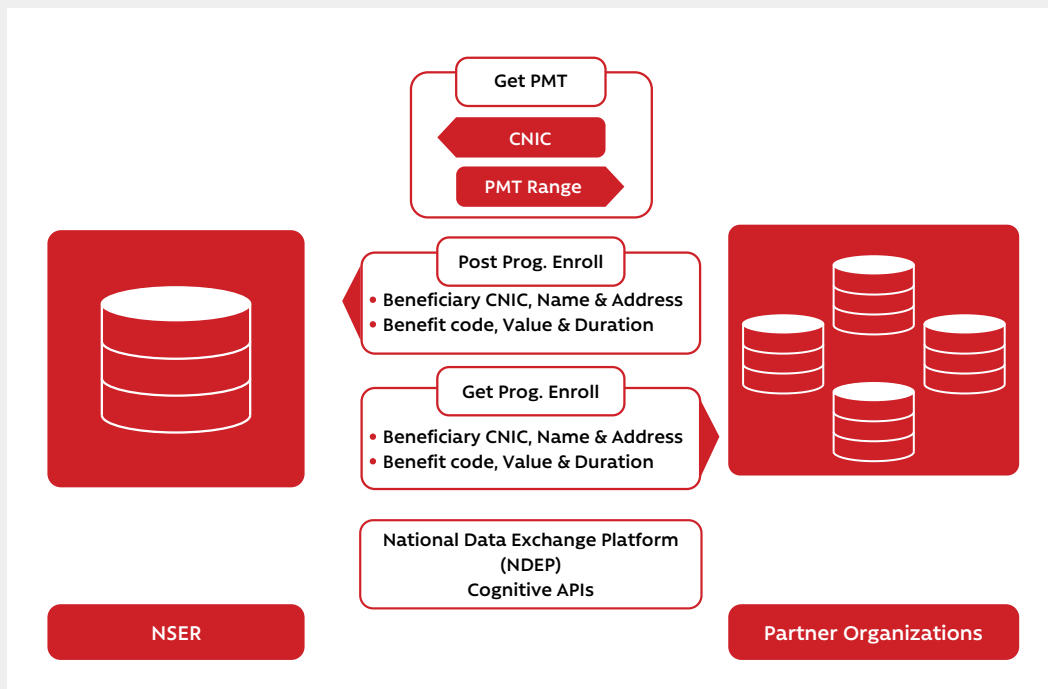 Get PMT
CNIC
PMT Range
Post Prog. Enroll
• Beneficiary CNIC, Name & Address
• Benefit code, Value & Duration
Get Prog. Enroll
• Beneficiary CNIC, Name & Address
• Benefit code, Value & Duration
National Data Exchange Platform
(NDEP)
Cognitive APIs
NSER
Partner Organizations